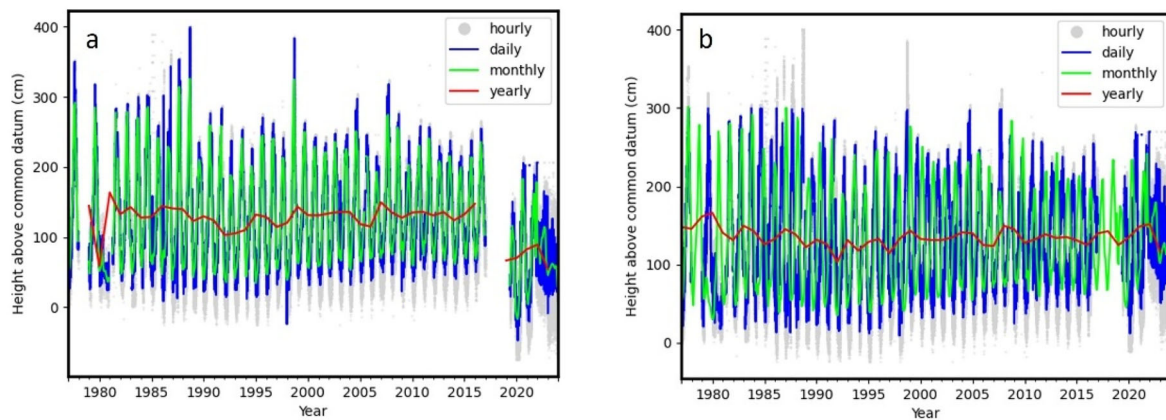 a
hourly
daily
monthly
yearly
Height above common datum (cm)
400
300
200
100
0
1980 1985 1990 1995 2000 2005 2010 2015 2020
Year
b
hourly
daily
monthly
yearly
Height above common datum (cm)
400
300
200
100
0
1980 1985 1990 1995 2000 2005 2010 2015 2020
Year